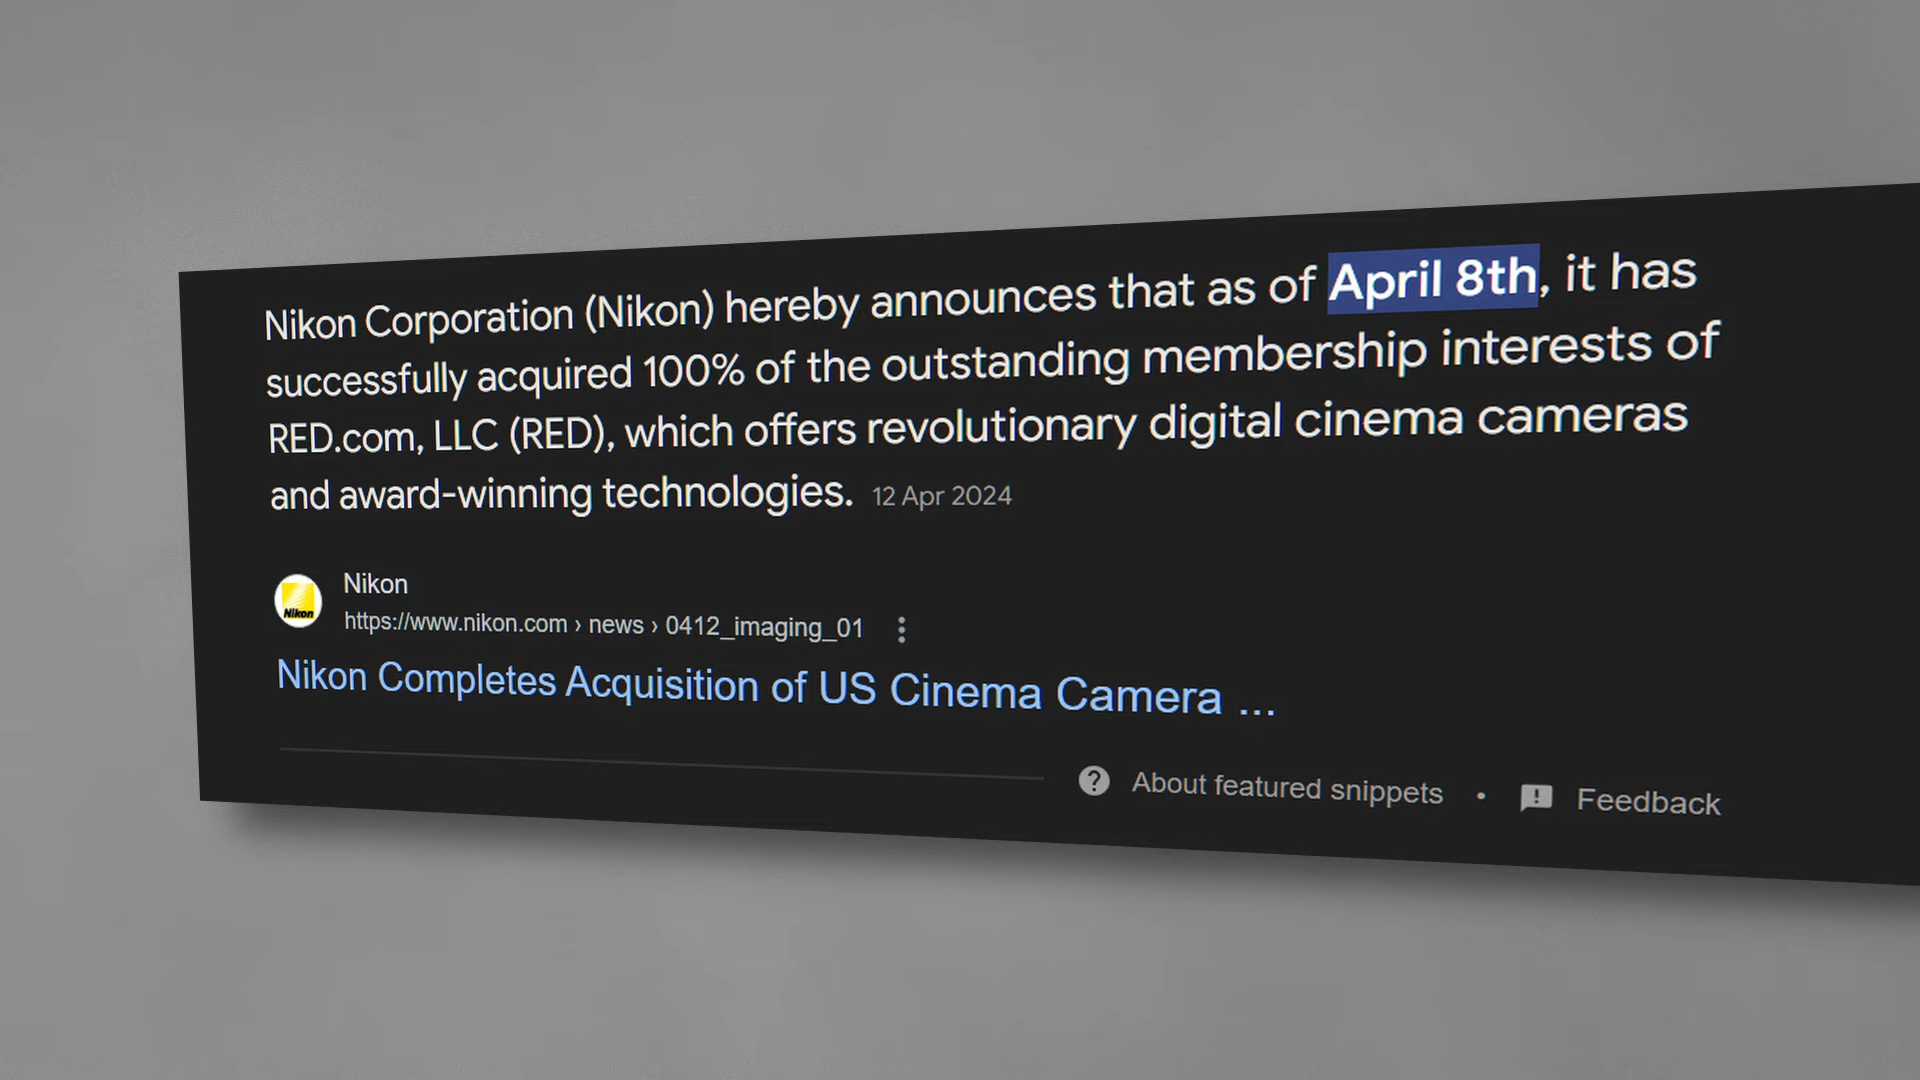 Nikon Corporation (Nikon) hereby announces that as of April 8th, it has
successfully acquired 100% of the outstanding membership interests of
RED.com, LLC (RED), which offers revolutionary digital cinema cameras
and award-winning technologies. 12 Apr 2024
Nikon
Nikon
https://www.nikon.com › news › 0412_imaging_01
Nikon Completes Acquisition of US Cinema Camera ...
About featured snippets • Feedback